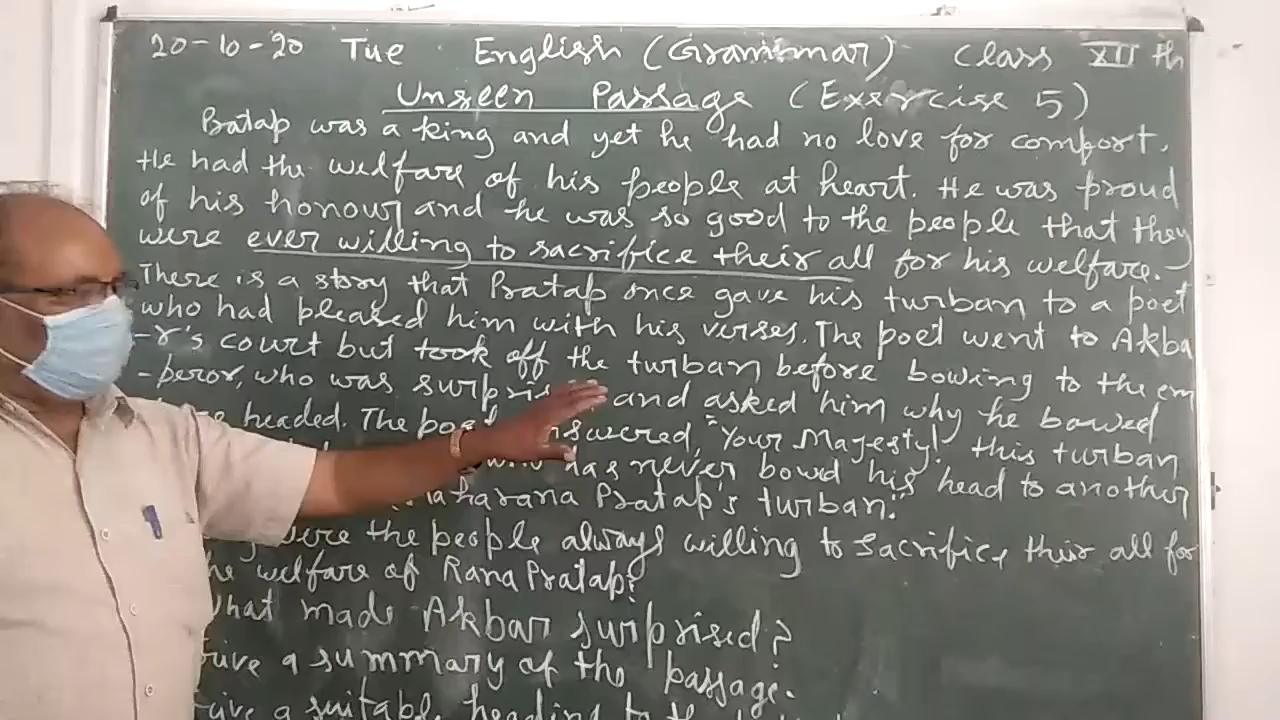 20-10-20 Tue English (Grammar) Class XII th
Unseen Passage (Exercise 5)
Pratap was a king and yet he had no love for comfort.
He had the welfare of his people at heart. He was proud
of his honour and he was so good to the people that they
were ever willing to sacrifice their all for his welfare.-
There is a story that Pratap once gave his turban to a poet
who had pleased him with his verses. The poet went to Akba
-r's court but took off the turban before bowing to the em
-peror, who was surpris and asked him why he bowed
headed. The poet answered, "Your Majesty! this turban
who has never bowd his head to another
Maharana Pratap's turban."
were the people always willing to sacrifice their all for
the welfare of Rana Pratap?
What made Akbar surprised?
Give a summary of the passage.
Give a suitable heading to the